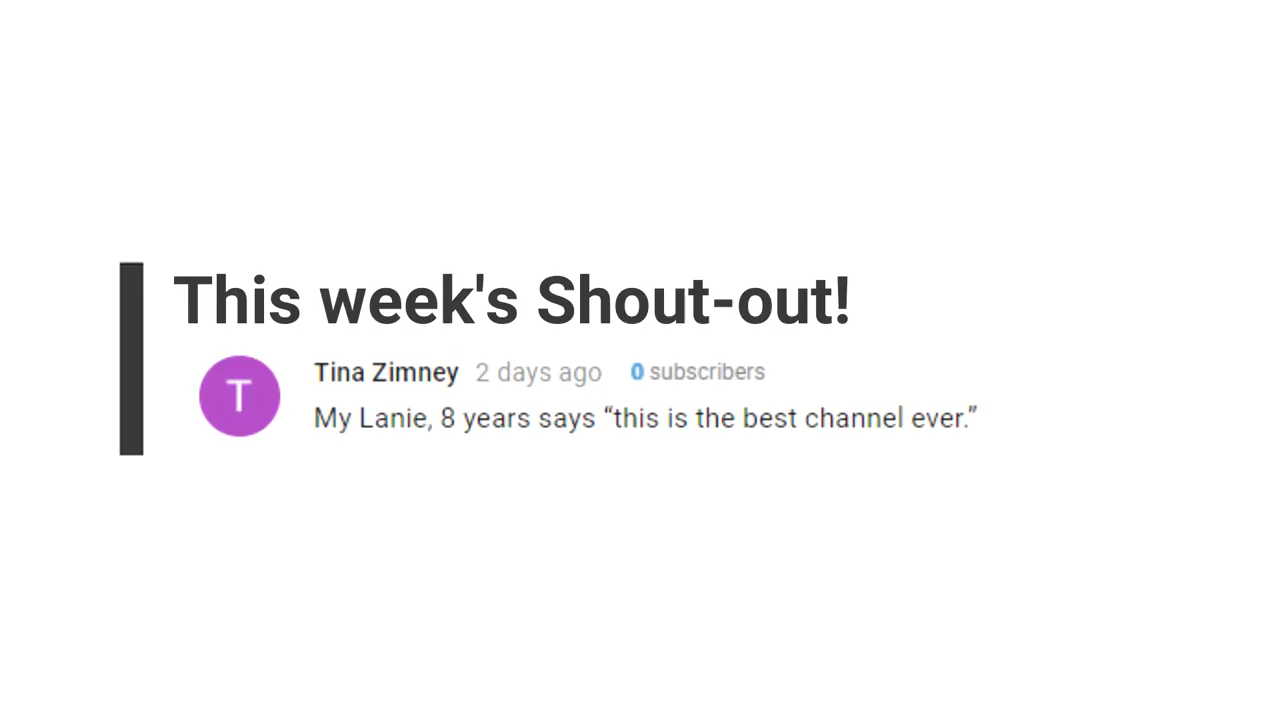 This week's Shout-out!
T
Tina Zimney 2 days ago 0 subscribers
My Lanie, 8 years says “this is the best channel ever.”